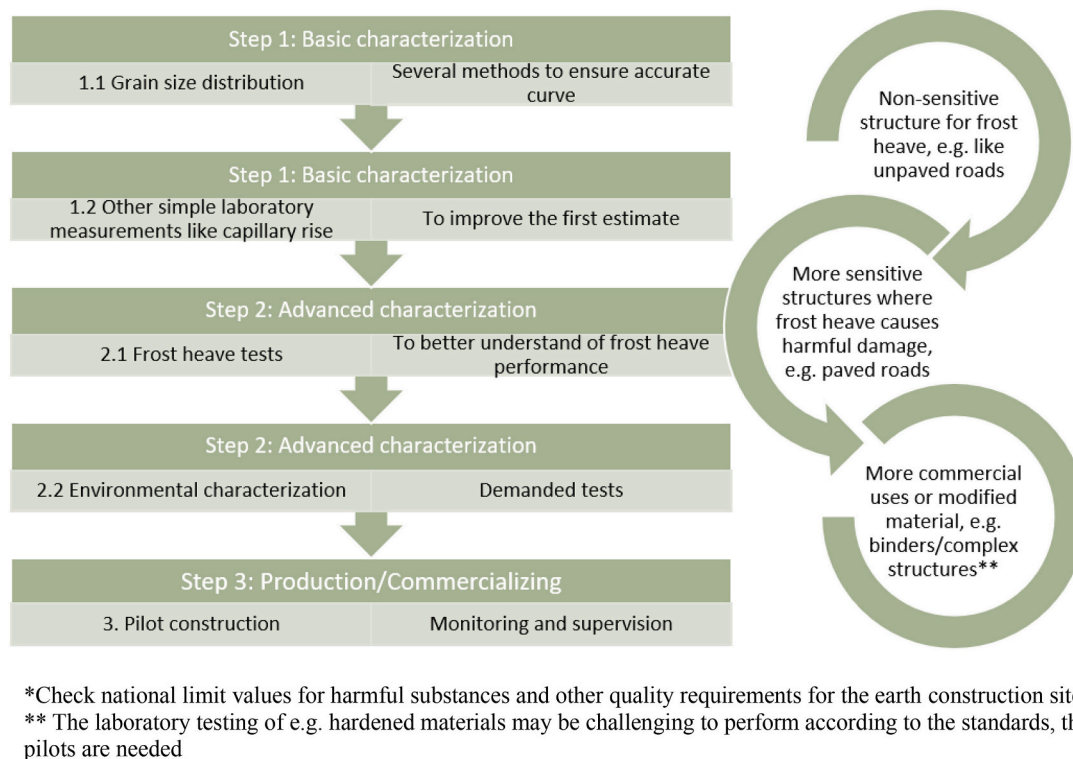 Step 1: Basic characterization
1.1 Grain size distribution
Several methods to ensure accurate
curve
Step 1: Basic characterization
1.2 Other simple laboratory
measurements like capillary rise
To improve the first estimate
Step 2: Advanced characterization
2.1 Frost heave tests
To better understand of frost heave
performance
Step 2: Advanced characterization
2.2 Environmental characterization
Demanded tests
Step 3: Production/Commercializing
3. Pilot construction
Monitoring and supervision
Non-sensitive
structure for frost
heave, e.g. like
unpaved roads
More sensitive
structures where
frost heave causes
harmful damage,
e.g. paved roads
More commercial
uses or modified
material, e.g.
binders/complex
structures**
*Check national limit values for harmful substances and other quality requirements for the earth construction
** The laboratory testing of e.g. hardened materials may be challenging to perform according to the standards,
pilots are needed